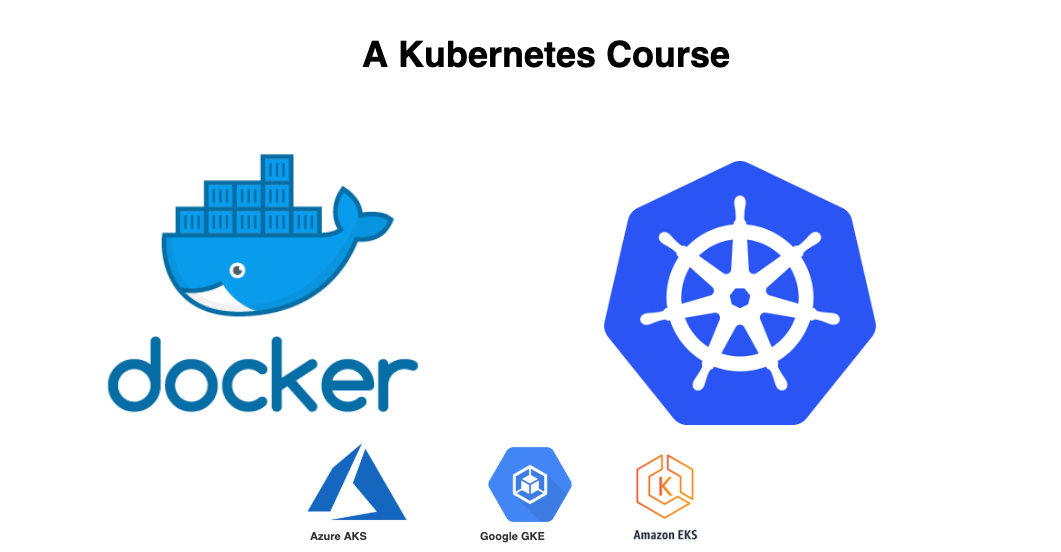 A Kubernetes Course
docker
Azure AKS
Google GKE
K
Amazon EKS